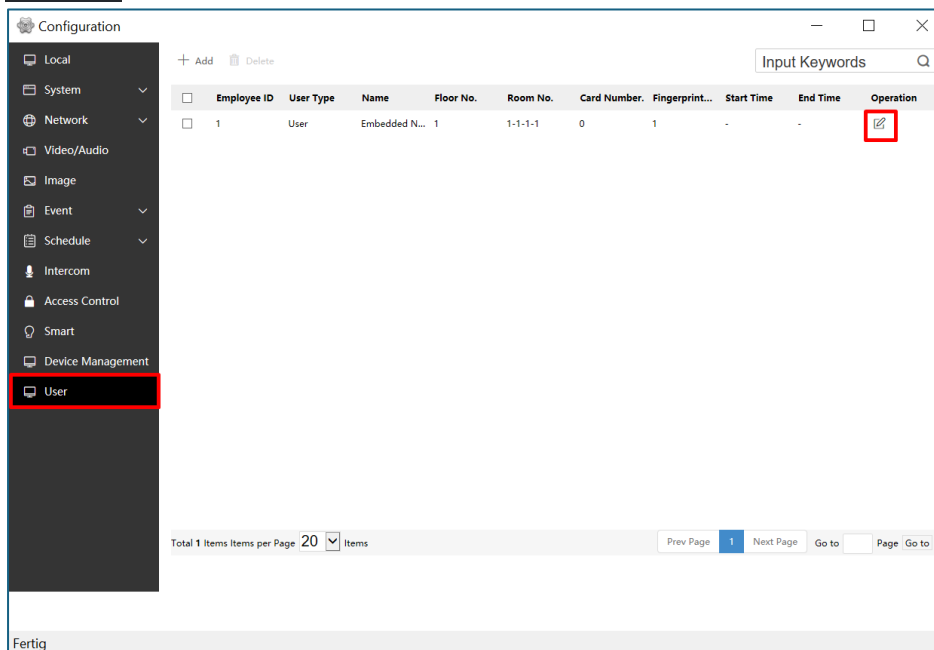 Configuration
Local
System
Network
Video/Audio
Image
Event
Schedule
Intercom
Access Control
Smart
Device Management
User
Add Delete
Input Keywords
Employee ID User Type Name Floor No. Room No. Card Number. Fingerprint... Start Time End Time Operation
1 User Embedded N... 1 1-1-1-1 0 1 - -
Total 1 Items Items per Page 20 Items
Prev Page 1 Next Page Go to Page Go to
Fertig